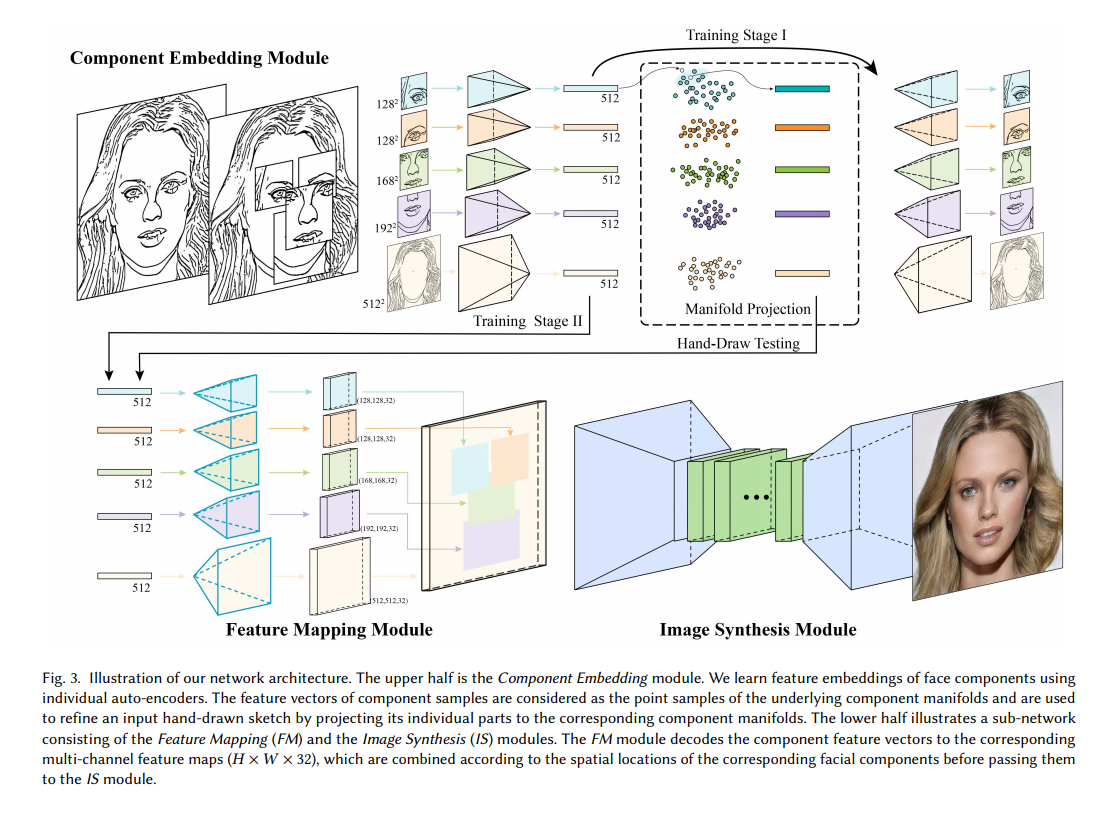 Training Stage I
Component Embedding Module
128²
512
128²
512
168²
512
192²
512
512²
512
Manifold Projection
Training Stage II
Hand-Draw Testing
512
(128,128,32)
512
(128,128,32)
512
(168,168,32)
512
(192,192,32)
512
(512,512,32)
Feature Mapping Module
Image Synthesis Module
Fig. 3. Illustration of our network architecture. The upper half is the Component Embedding module. We learn feature embeddings of face components using
individual auto-encoders. The feature vectors of component samples are considered as the point samples of the underlying component manifolds and are used
to refine an input hand-drawn sketch by projecting its individual parts to the corresponding component manifolds. The lower half illustrates a sub-network
consisting of the Feature Mapping (FM) and the Image Synthesis (IS) modules. The FM module decodes the component feature vectors to the corresponding
multi-channel feature maps (H × W × 32), which are combined according to the spatial locations of the corresponding facial components before passing them
to the IS module.